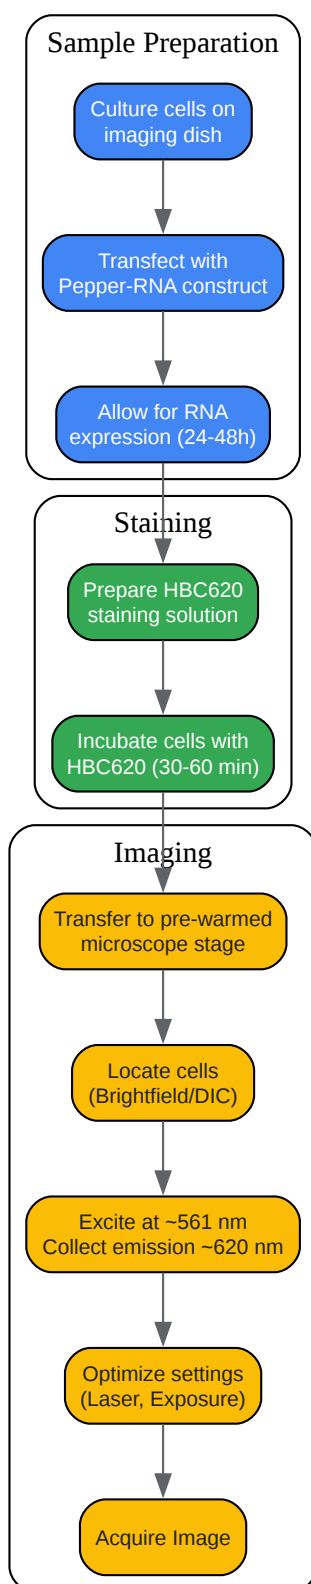 Sample Preparation
Culture cells on
imaging dish
Transfect with
Pepper-RNA construct
Allow for RNA
expression (24-48h)
Staining
Prepare HBC620
staining solution
Incubate cells with
HBC620 (30-60 min)
Imaging
Transfer to pre-warmed
microscope stage
Locate cells
(Brightfield/DIC)
Excite at ~561 nm
Collect emission ~620 nm
Optimize settings
(Laser, Exposure)
Acquire Image